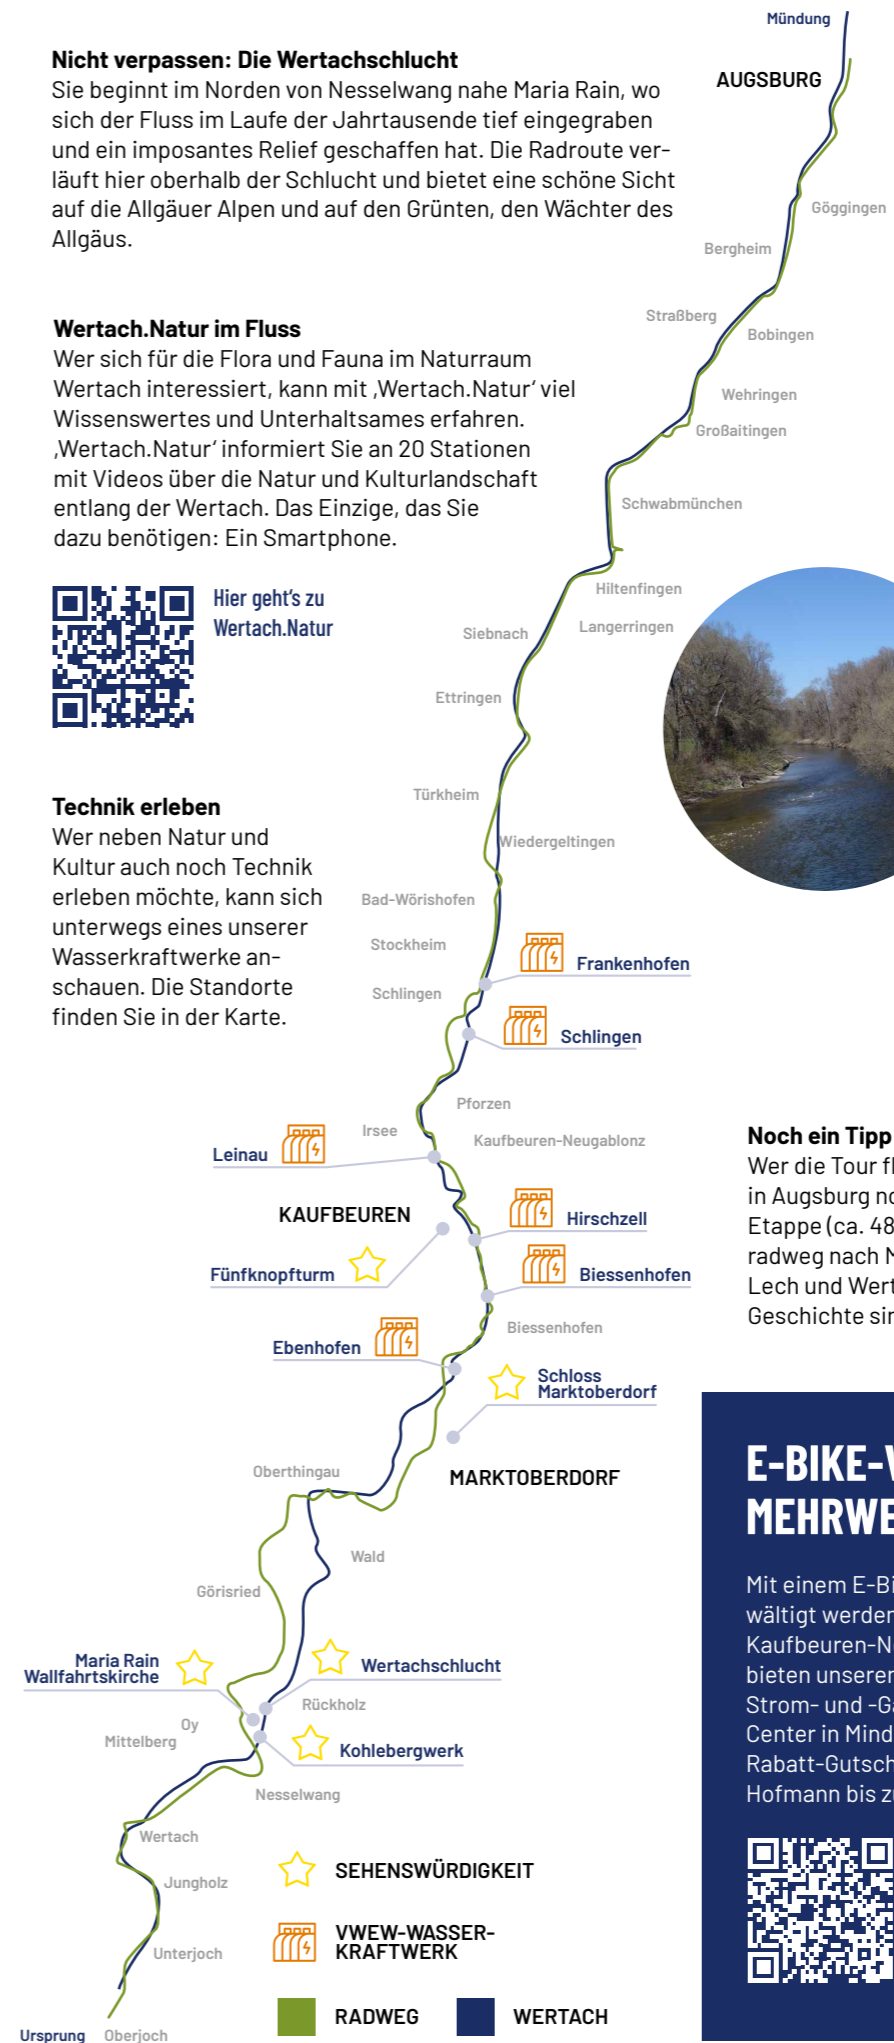 Nicht verpassen: Die Wertachschlucht
Sie beginnt im Norden von Nesselwang nahe Maria Rain, wo
sich der Fluss im Laufe der Jahrtausende tief eingegraben
und ein imposantes Relief geschaffen hat. Die Radroute ver-
läuft hier oberhalb der Schlucht und bietet eine schöne Sicht
auf die Allgäuer Alpen und auf den Grünten, den Wächter des
Allgäus.
Wertach.Natur im Fluss
Wer sich für die Flora und Fauna im Naturraum
Wertach interessiert, kann mit ‚Wertach.Natur‘ viel
Wissenswertes und Unterhaltsames erfahren.
‚Wertach.Natur‘ informiert Sie an 20 Stationen
mit Videos über die Natur und Kulturlandschaft
entlang der Wertach. Das Einzige, das Sie
dazu benötigen: Ein Smartphone.
Hier geht's zu
Wertach.Natur
Technik erleben
Wer neben Natur und
Kultur auch noch Technik
erleben möchte, kann sich
unterwegs eines unserer
Wasserkraftwerke an-
schauen. Die Standorte
finden Sie in der Karte.
Mündung
AUGSBURG
Göggingen
Bergheim
Straßberg
Bobingen
Wehringen
Großaitingen
Schwabmünchen
Hiltenfingen
Langerringen
Siebnach
Ettringen
Türkheim
Wiedergeltingen
Bad-Wörishofen
Stockheim
Frankenhofen
Schlingen
Schlingen
Pforzen
Irsee
Kaufbeuren-Neugablonz
Leinau
KAUFBEUREN
Hirschzell
Fünfknopfturm
Biessenhofen
Biessenhofen
Ebenhofen
Schloss
Marktoberdorf
MARKTOBERDORF
Oberthingau
Wald
Görisried
Maria Rain
Wallfahrtskirche
Wertachschlucht
Rückholz
Oy
Mittelberg
Kohlebergwerk
Nesselwang
Wertach
Jungholz
Unterjoch
Ursprung
Oberjoch
SEHENSWÜRDIGKEIT
VWEW-WASSER-
KRAFTWERK
RADWEG
WERTACH
Noch ein Tipp
Wer die Tour fl
in Augsburg no
Etappe (ca. 48
radweg nach M
Lech und Wert
Geschichte sin
E-BIKE-V
MEHRWE
Mit einem E-Bi
wältigt werden
Kaufbeuren-Ne
bieten unseren
Strom- und -Ga
Center in Mind
Rabatt-Gutsch
Hofmann bis zu